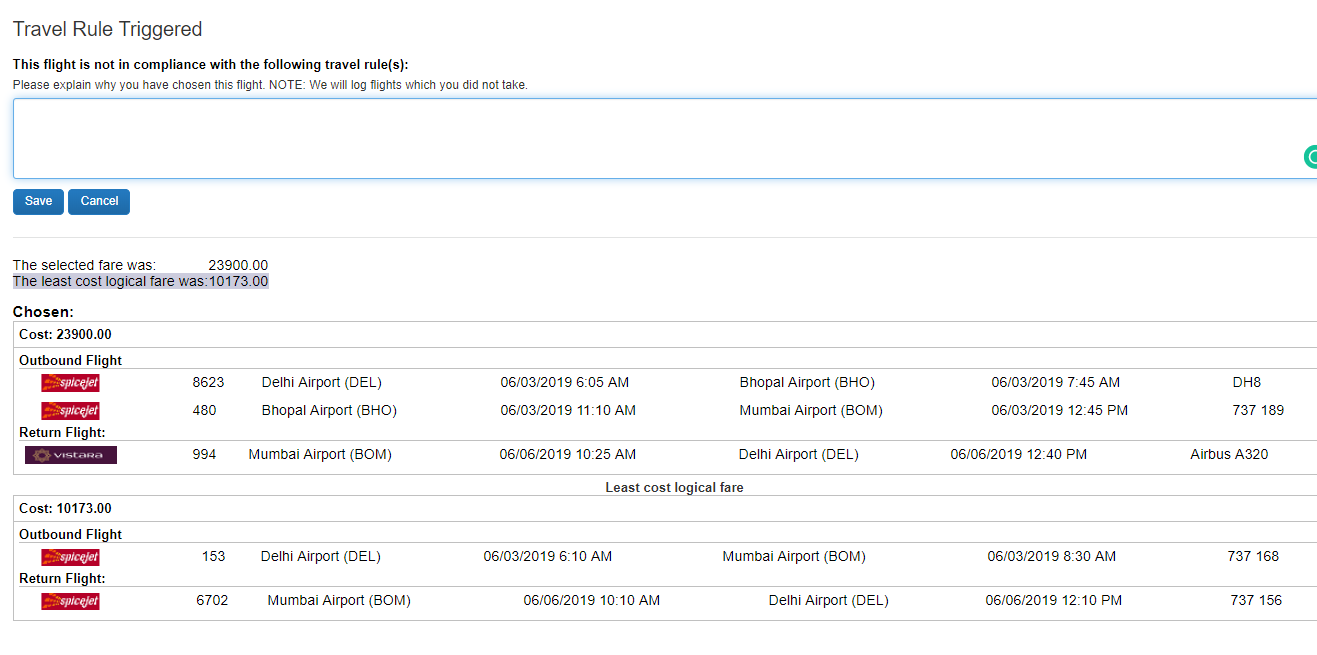 Travel Rule Triggered
This flight is not in compliance with the following travel rule(s):
Please explain why you have chosen this flight. NOTE: We will log flights which you did not take.
Save Cancel
The selected fare was: 23900.00
The least cost logical fare was:10173.00
Chosen:
Cost: 23900.00
Outbound Flight
spicejet 8623 Delhi Airport (DEL) 06/03/2019 6:05 AM Bhopal Airport (BHO) 06/03/2019 7:45 AM DH8
spicejet 480 Bhopal Airport (BHO) 06/03/2019 11:10 AM Mumbai Airport (BOM) 06/03/2019 12:45 PM 737 189
Return Flight:
vistara 994 Mumbai Airport (BOM) 06/06/2019 10:25 AM Delhi Airport (DEL) 06/06/2019 12:40 PM Airbus A320
Least cost logical fare
Cost: 10173.00
Outbound Flight
spicejet 153 Delhi Airport (DEL) 06/03/2019 6:10 AM Mumbai Airport (BOM) 06/03/2019 8:30 AM 737 168
Return Flight:
spicejet 6702 Mumbai Airport (BOM) 06/06/2019 10:10 AM Delhi Airport (DEL) 06/06/2019 12:10 PM 737 156